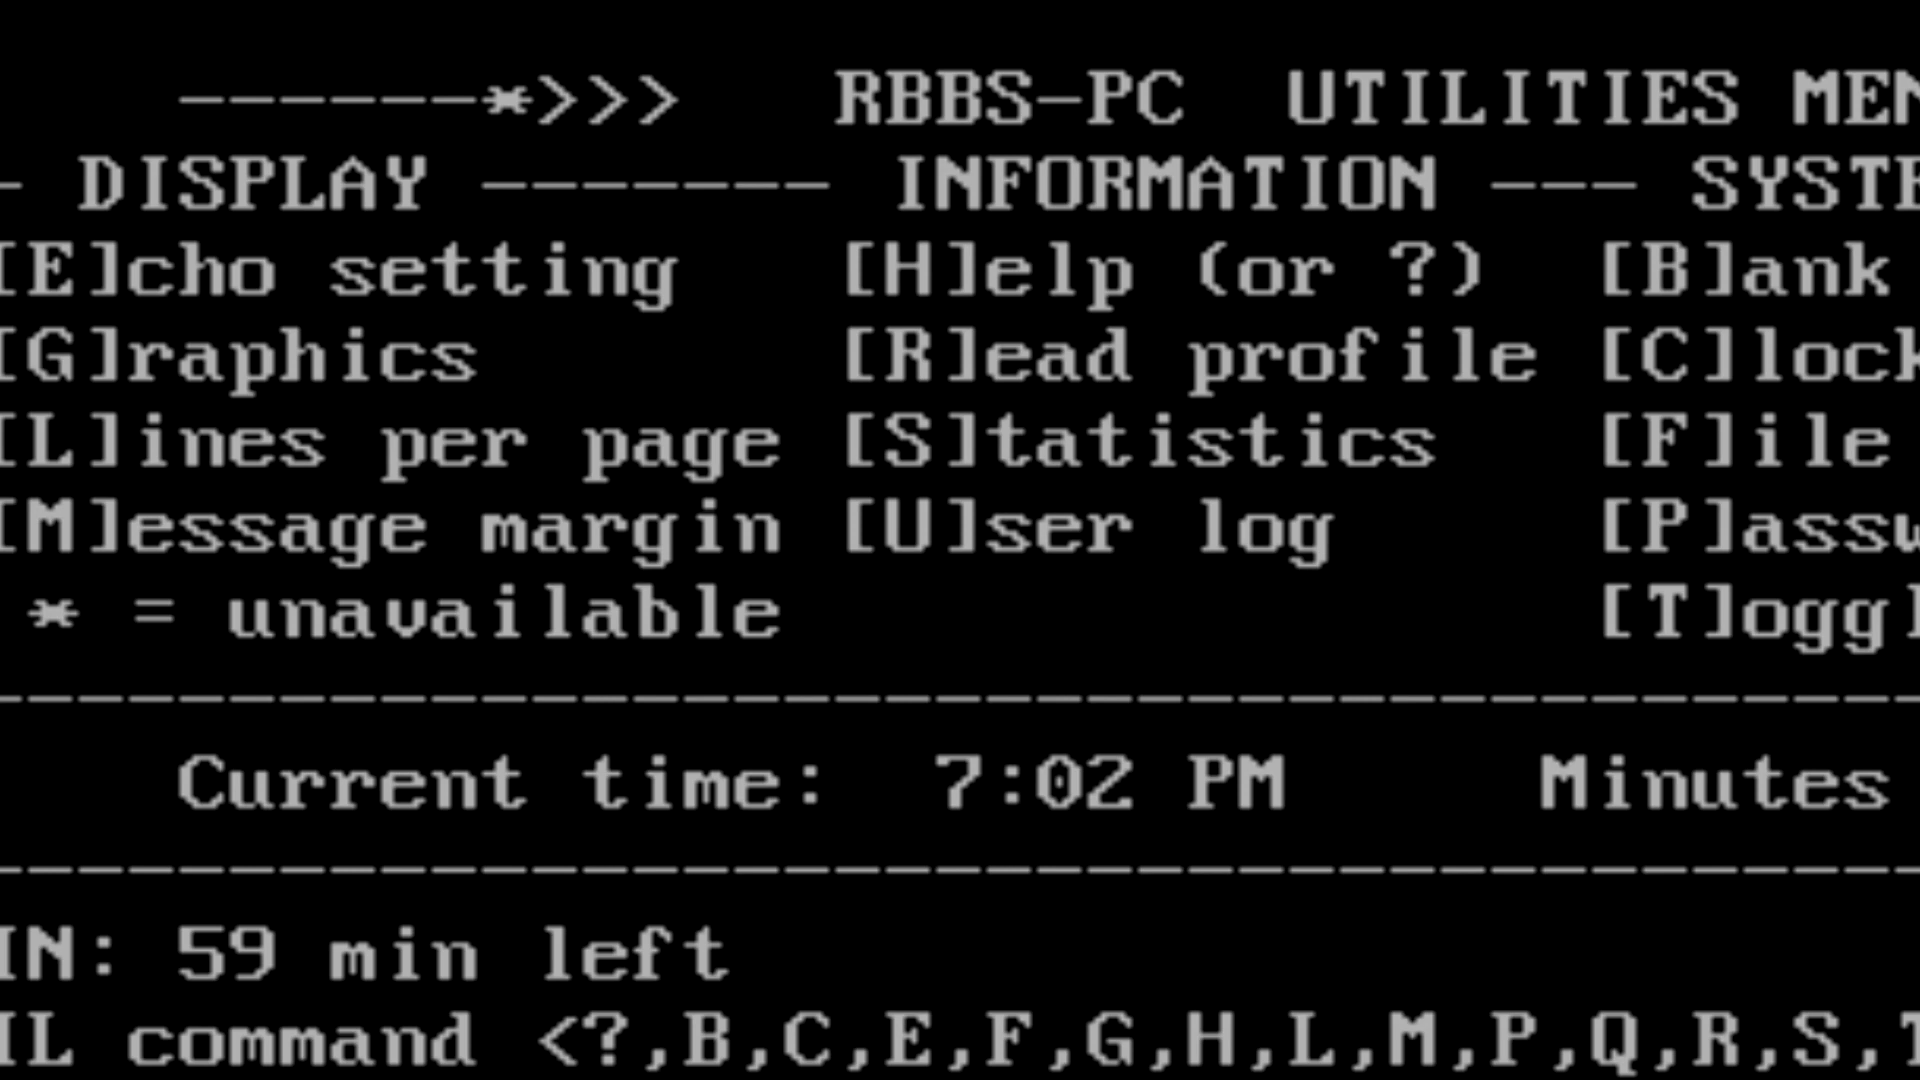 ------*>>>   RBBS-PC  UTILITIES MEN
- DISPLAY ------- INFORMATION --- SYSTE
[E]cho setting   [H]elp (or ?)  [B]ank
[G]raphics       [R]ead profile [C]lock
[L]ines per page [S]tatistics   [F]ile
[M]essage margin [U]ser log     [P]assw
* = unavailable                [T]oggl
---------------------------------------
Current time:  7:02 PM     Minutes
---------------------------------------
IN: 59 min left
IL command <?,B,C,E,F,G,H,L,M,P,Q,R,S,T